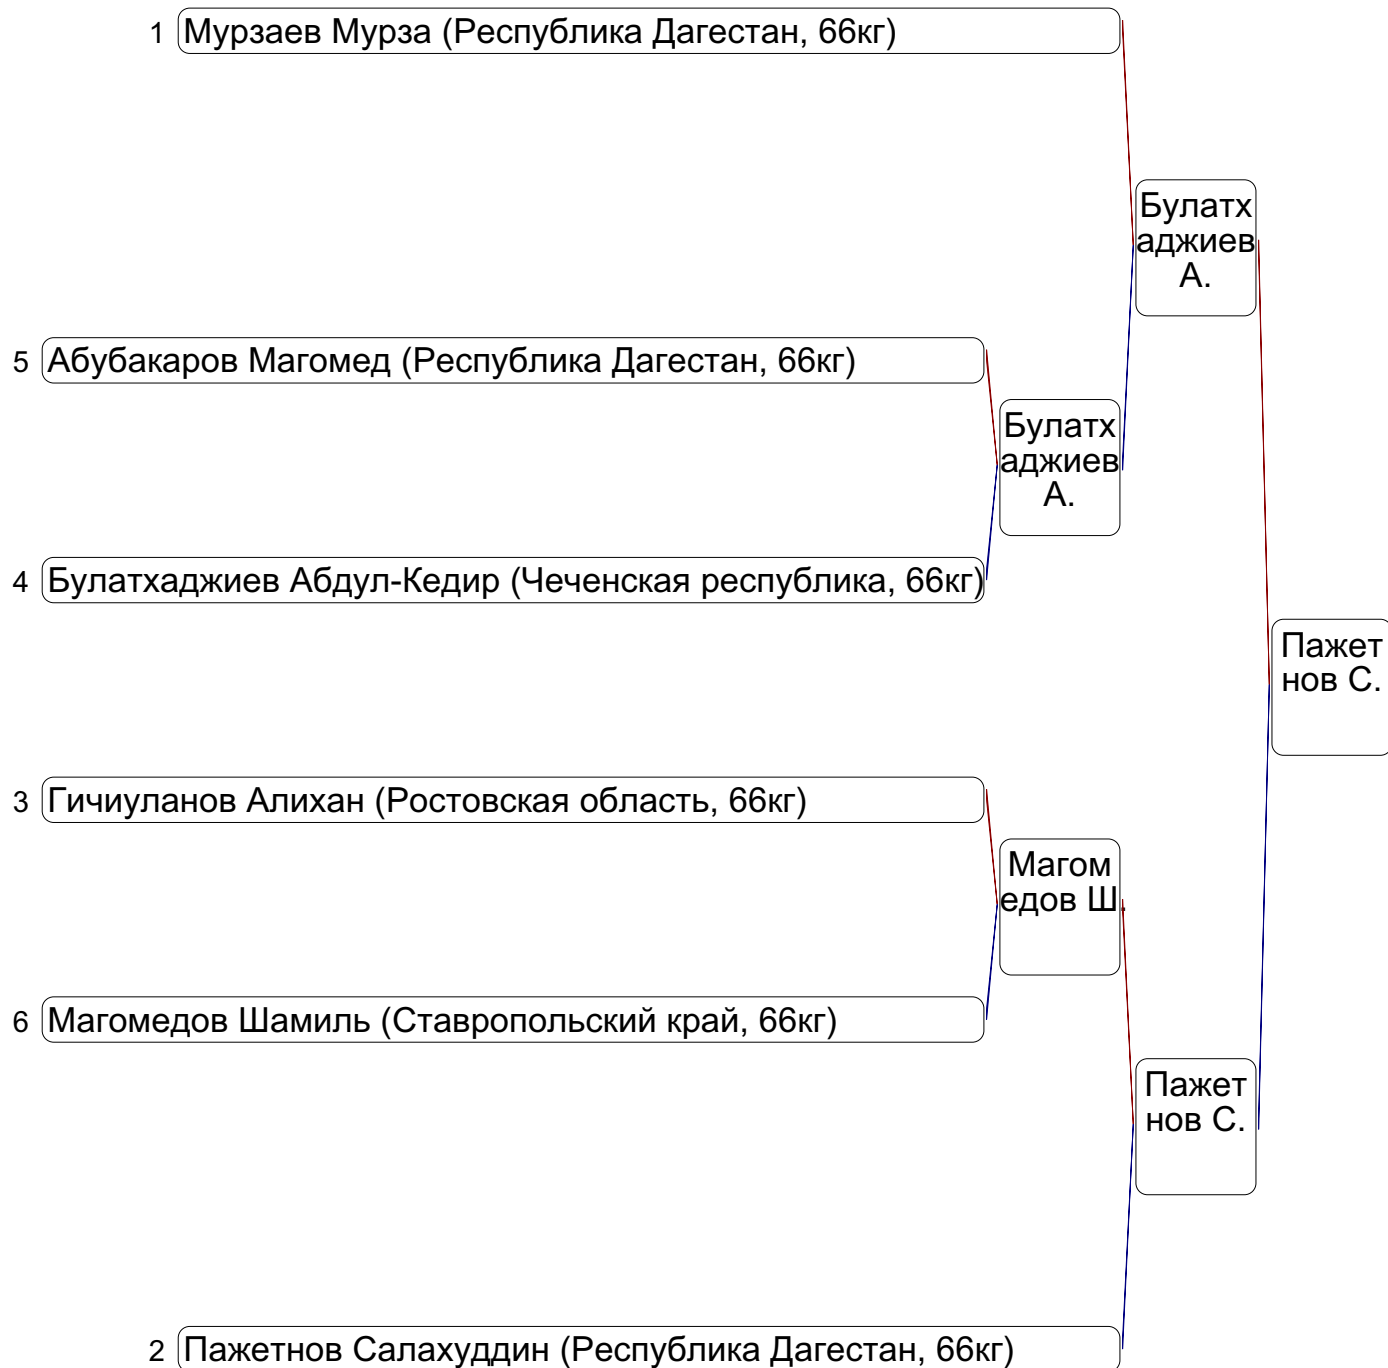 1 Мурзаев Мурза (Республика Дагестан, 66кг)
Булатх
аджиев
А.
5 Абубакаров Магомед (Республика Дагестан, 66кг)
Булатх
аджиев
А.
4 Булатхаджиев Абдул-Кедир (Чеченская республика, 66кг)
Пажет
нов С.
3 Гичиуланов Алихан (Ростовская область, 66кг)
Магом
едов Ш.
6 Магомедов Шамиль (Ставропольский край, 66кг)
Пажет
нов С.
2 Пажетнов Салахуддин (Республика Дагестан, 66кг)